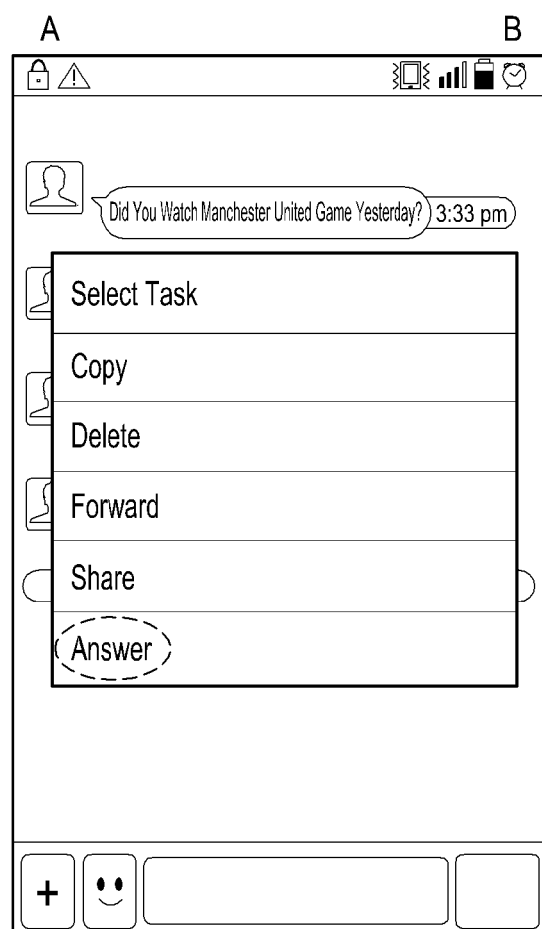 A B
Did You Watch Manchester United Game Yesterday? 3:33 pm
Select Task
Copy
Delete
Forward
Share
Answer
+